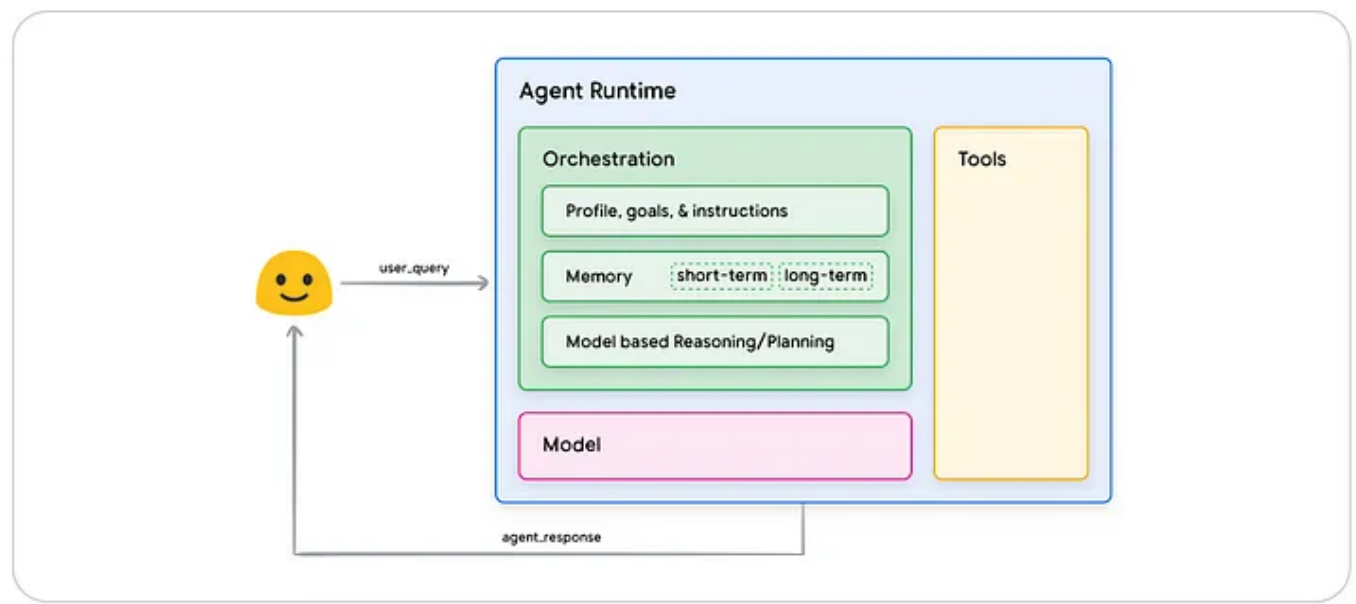 Agent Runtime
Orchestration
Tools
Profile, goals, & instructions
user_query
Memory short-term long-term
Model based Reasoning/Planning
Model
agent_response